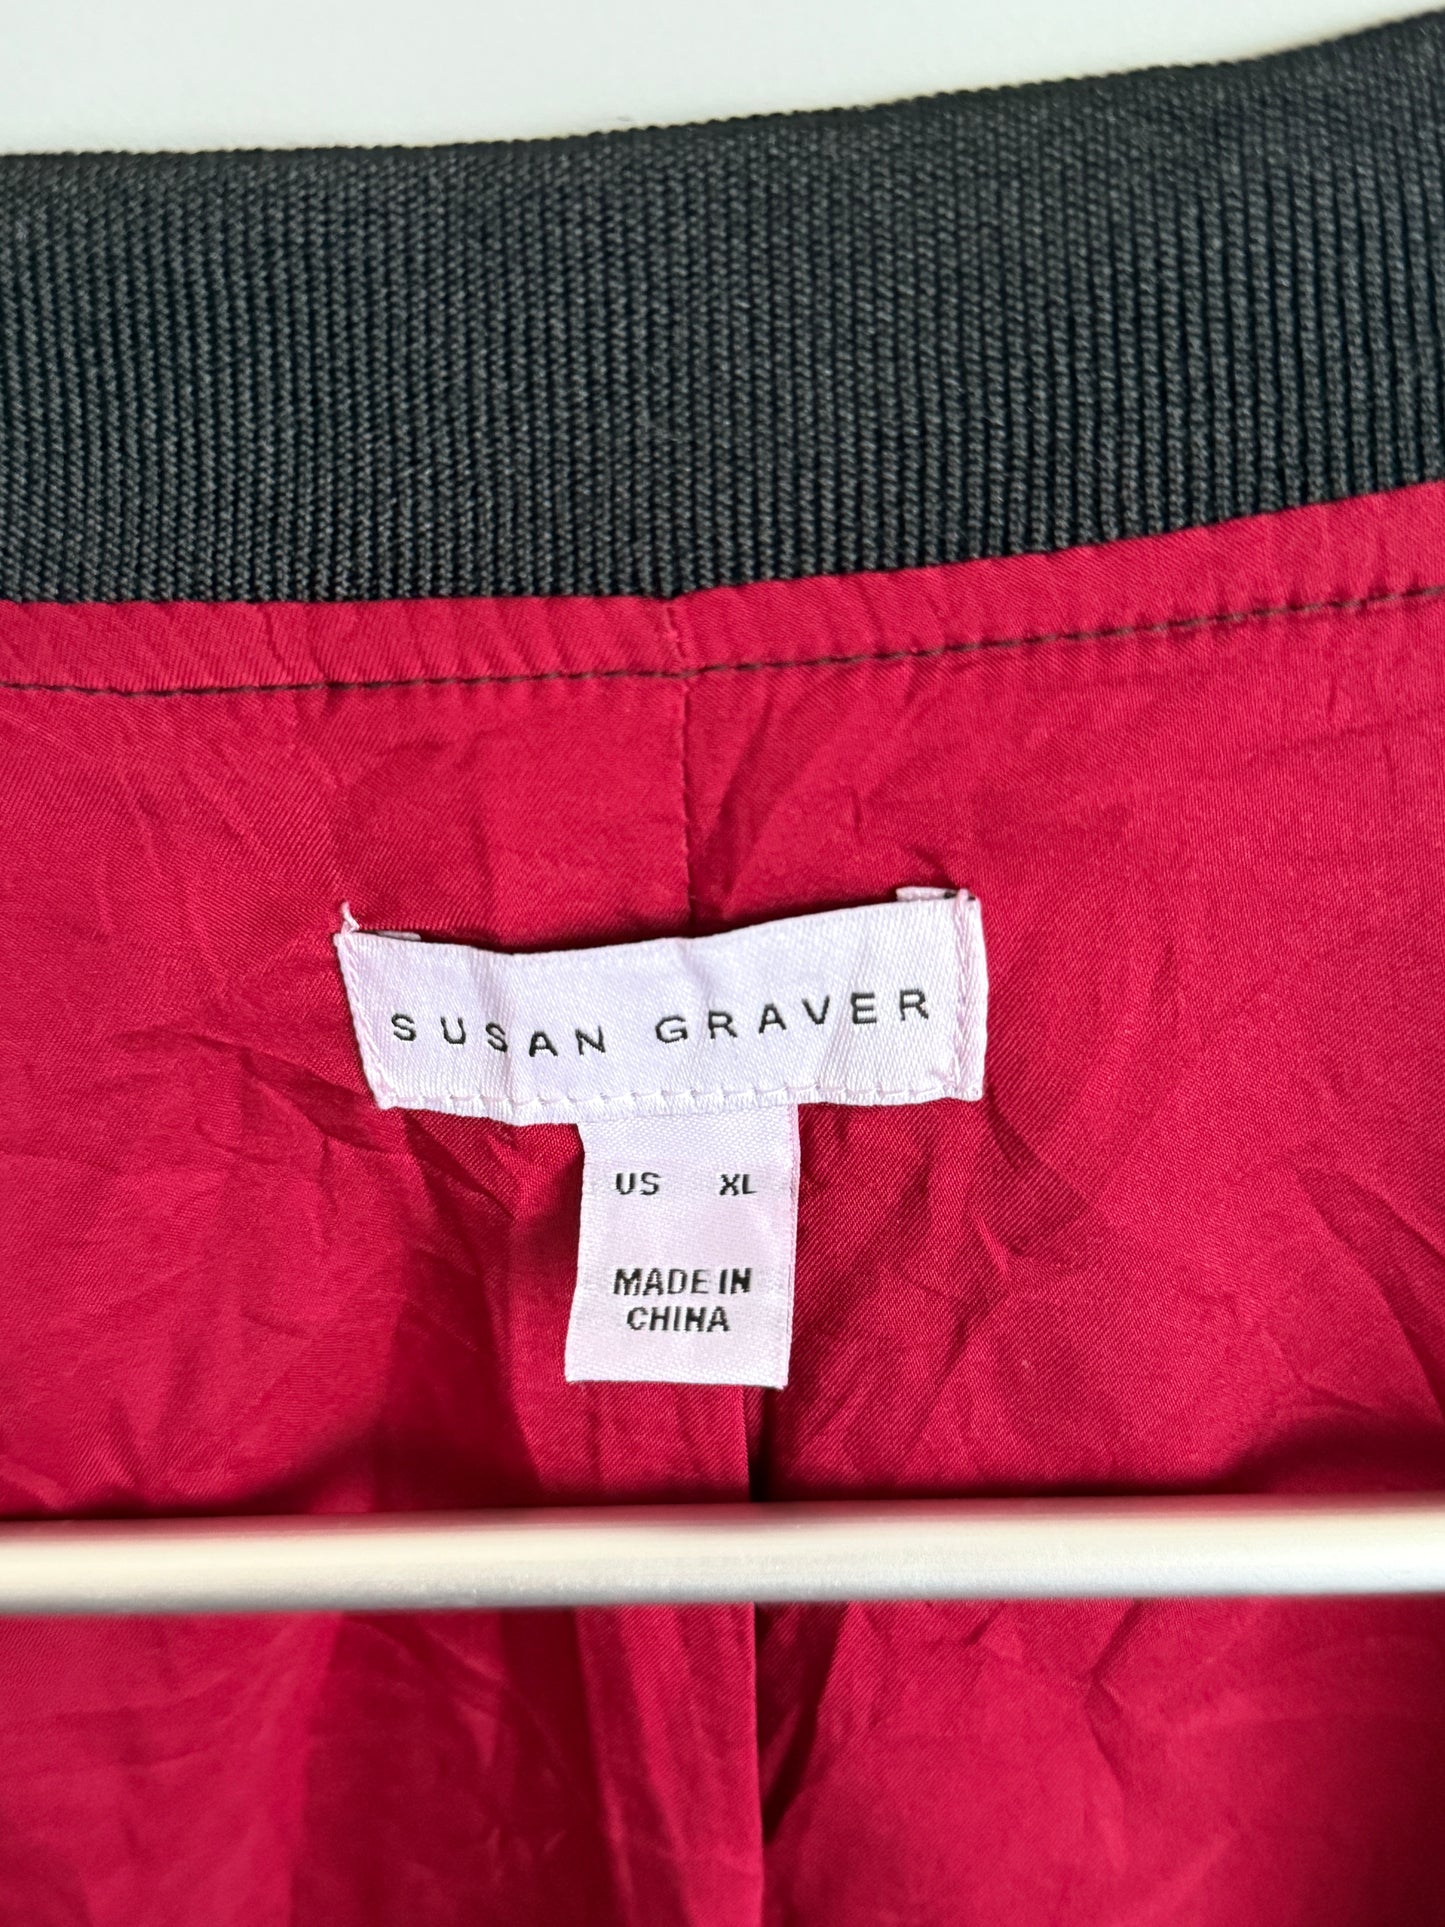 SUSAN GRAVER
US XL
MADE IN
CHINA